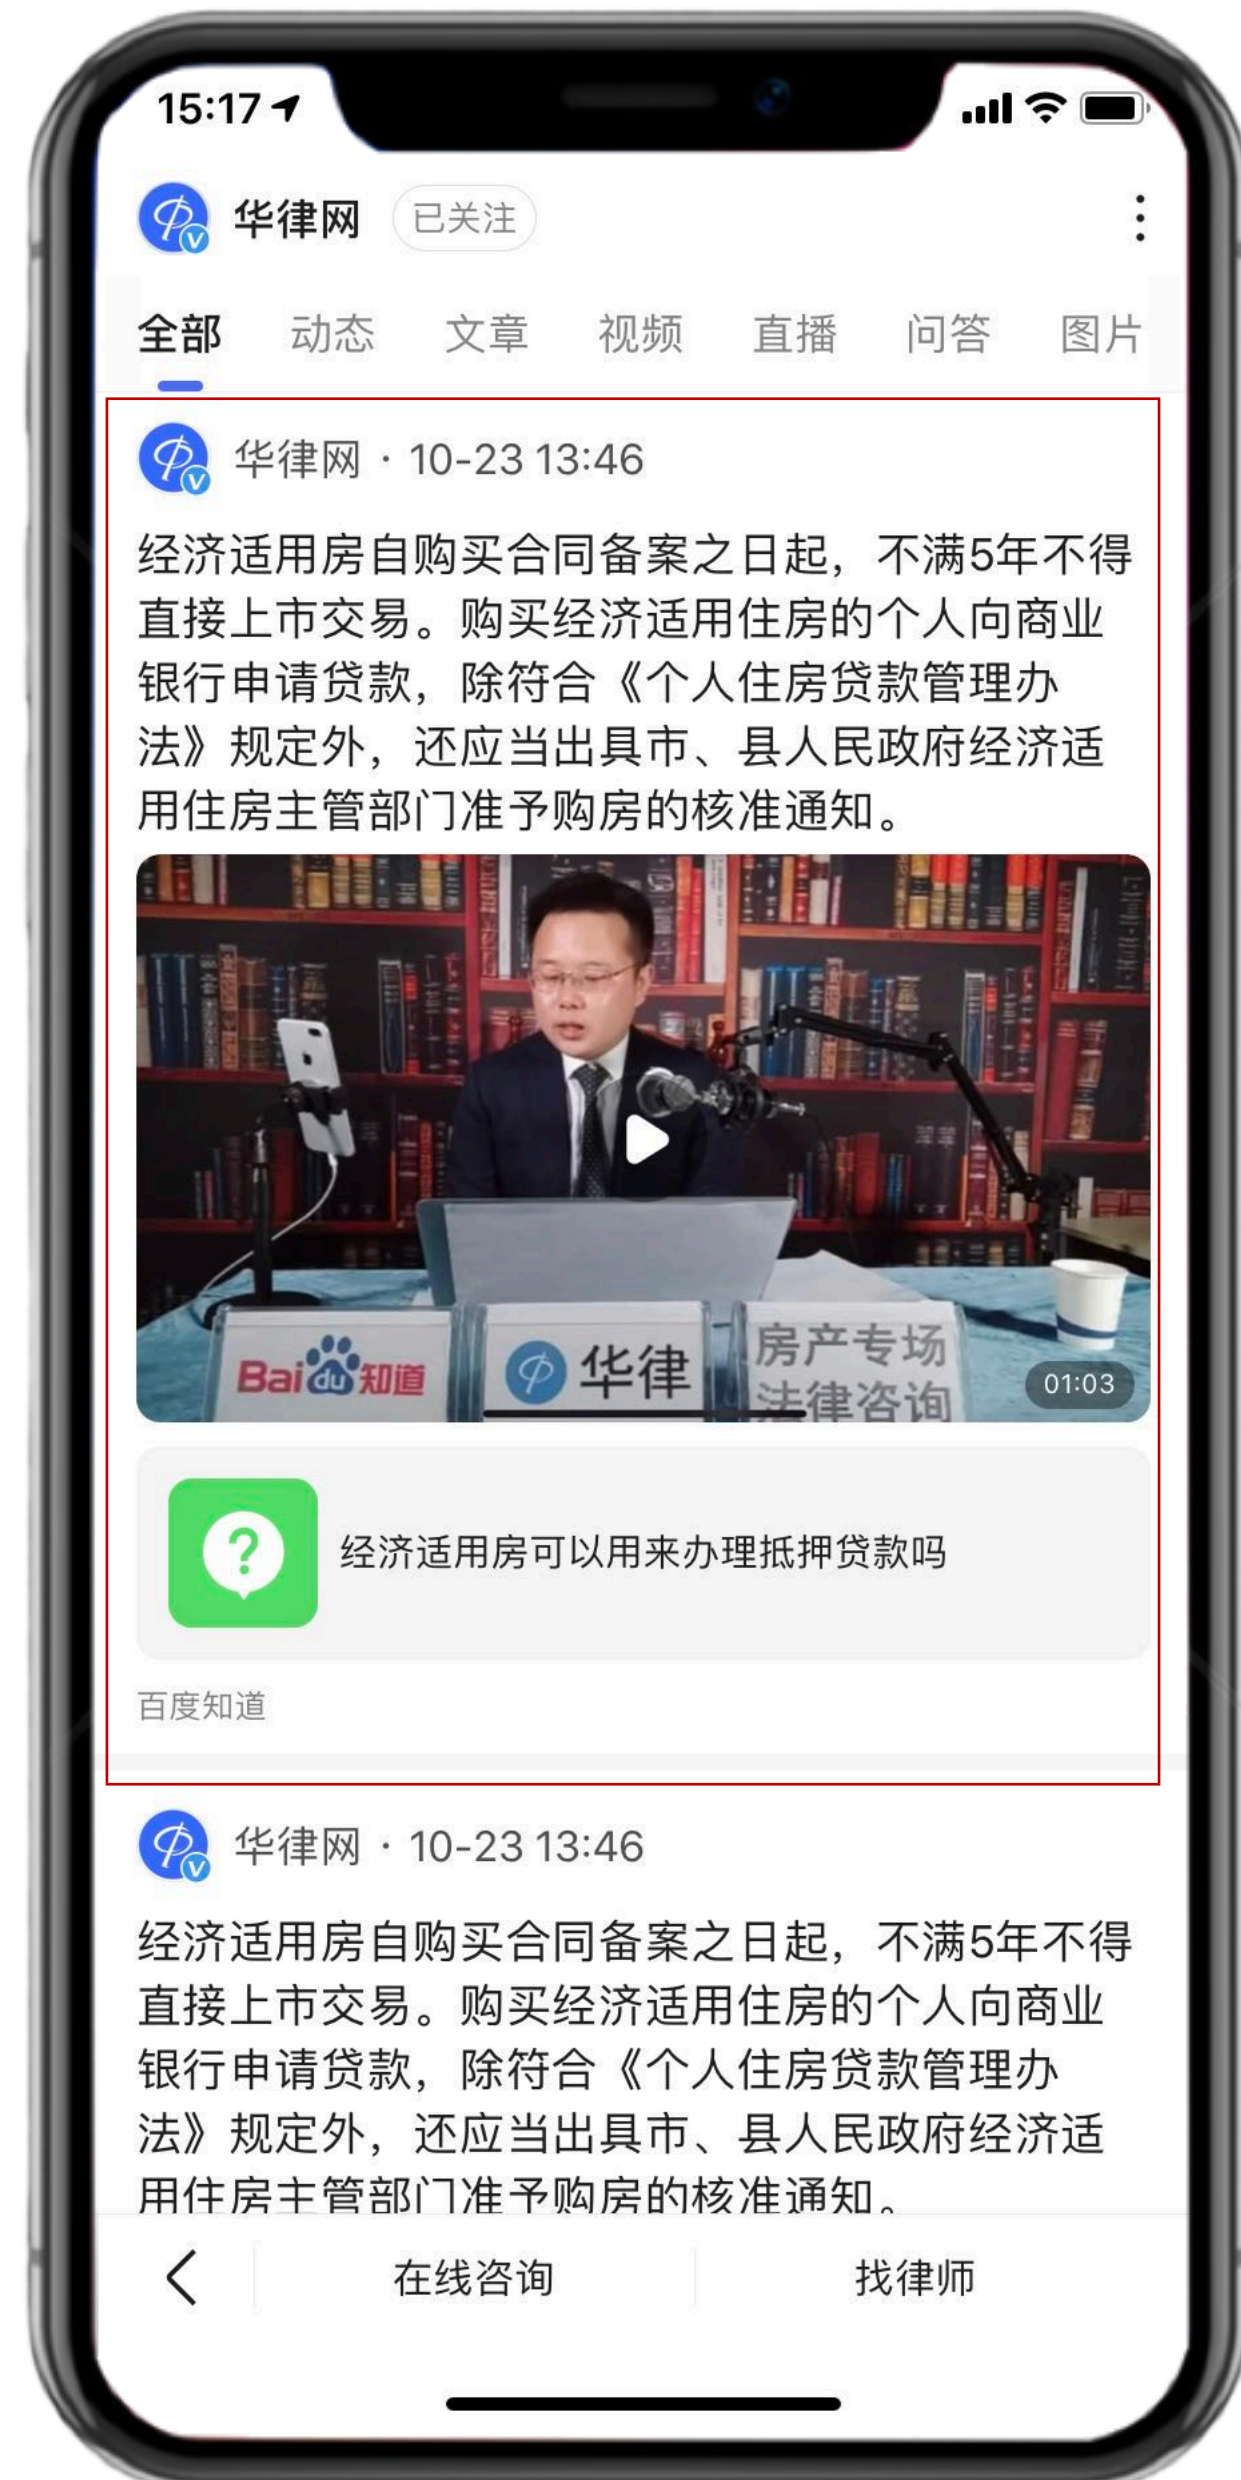 15:17
华律网 已关注
全部 动态 文章 视频 直播 问答 图片
华律网 · 10-23 13:46
经济适用房自购买合同备案之日起，不满5年不得
直接上市交易。购买经济适用住房的个人向商业
银行申请贷款，除符合《个人住房贷款管理办
法》规定外，还应当出具市、县人民政府经济适
用住房主管部门准予购房的核准通知。
Baidu知道 华律 房产专场
法律咨询
01:03
经济适用房可以用来办理抵押贷款吗
百度知道
华律网 · 10-23 13:46
经济适用房自购买合同备案之日起，不满5年不得
直接上市交易。购买经济适用住房的个人向商业
银行申请贷款，除符合《个人住房贷款管理办
法》规定外，还应当出具市、县人民政府经济适
用住房主管部门准予购房的核准通知。
在线咨询 找律师